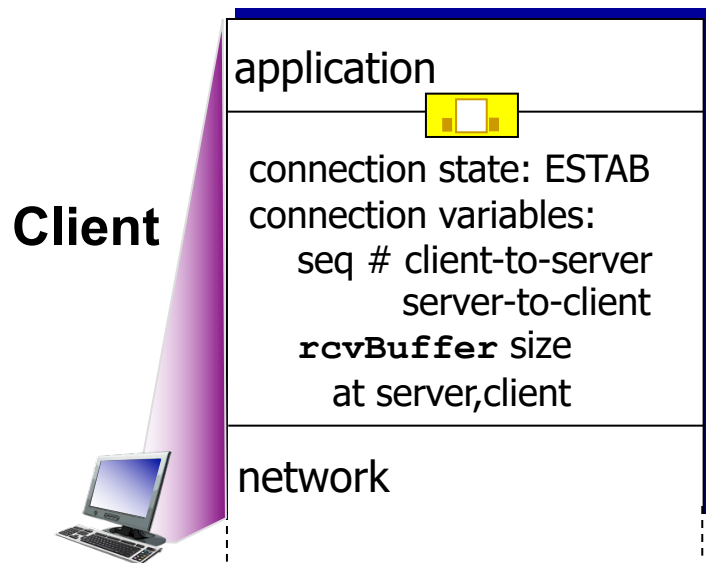 application
connection state: ESTAB
connection variables:
Client
seq # client-to-server
server-to-client
rcvBuffer size
at server,client
network